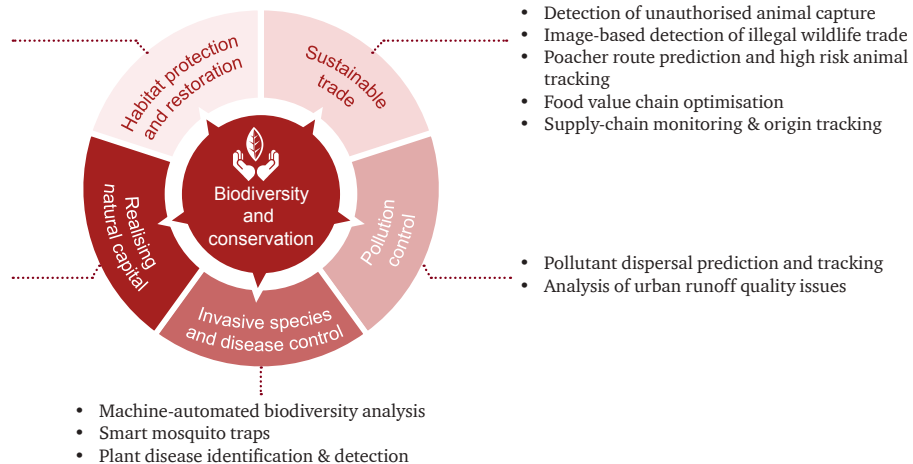 Habitat protection
and restoration
Sustainable
trade
• Detection of unauthorised animal capture
• Image-based detection of illegal wildlife trade
• Poacher route prediction and high risk animal
tracking
• Food value chain optimisation
• Supply-chain monitoring & origin tracking
Biodiversity
and
conservation
Realising
natural capital
Pollution
control
• Pollutant dispersal prediction and tracking
• Analysis of urban runoff quality issues
Invasive species
and disease control
• Machine-automated biodiversity analysis
• Smart mosquito traps
• Plant disease identification & detection